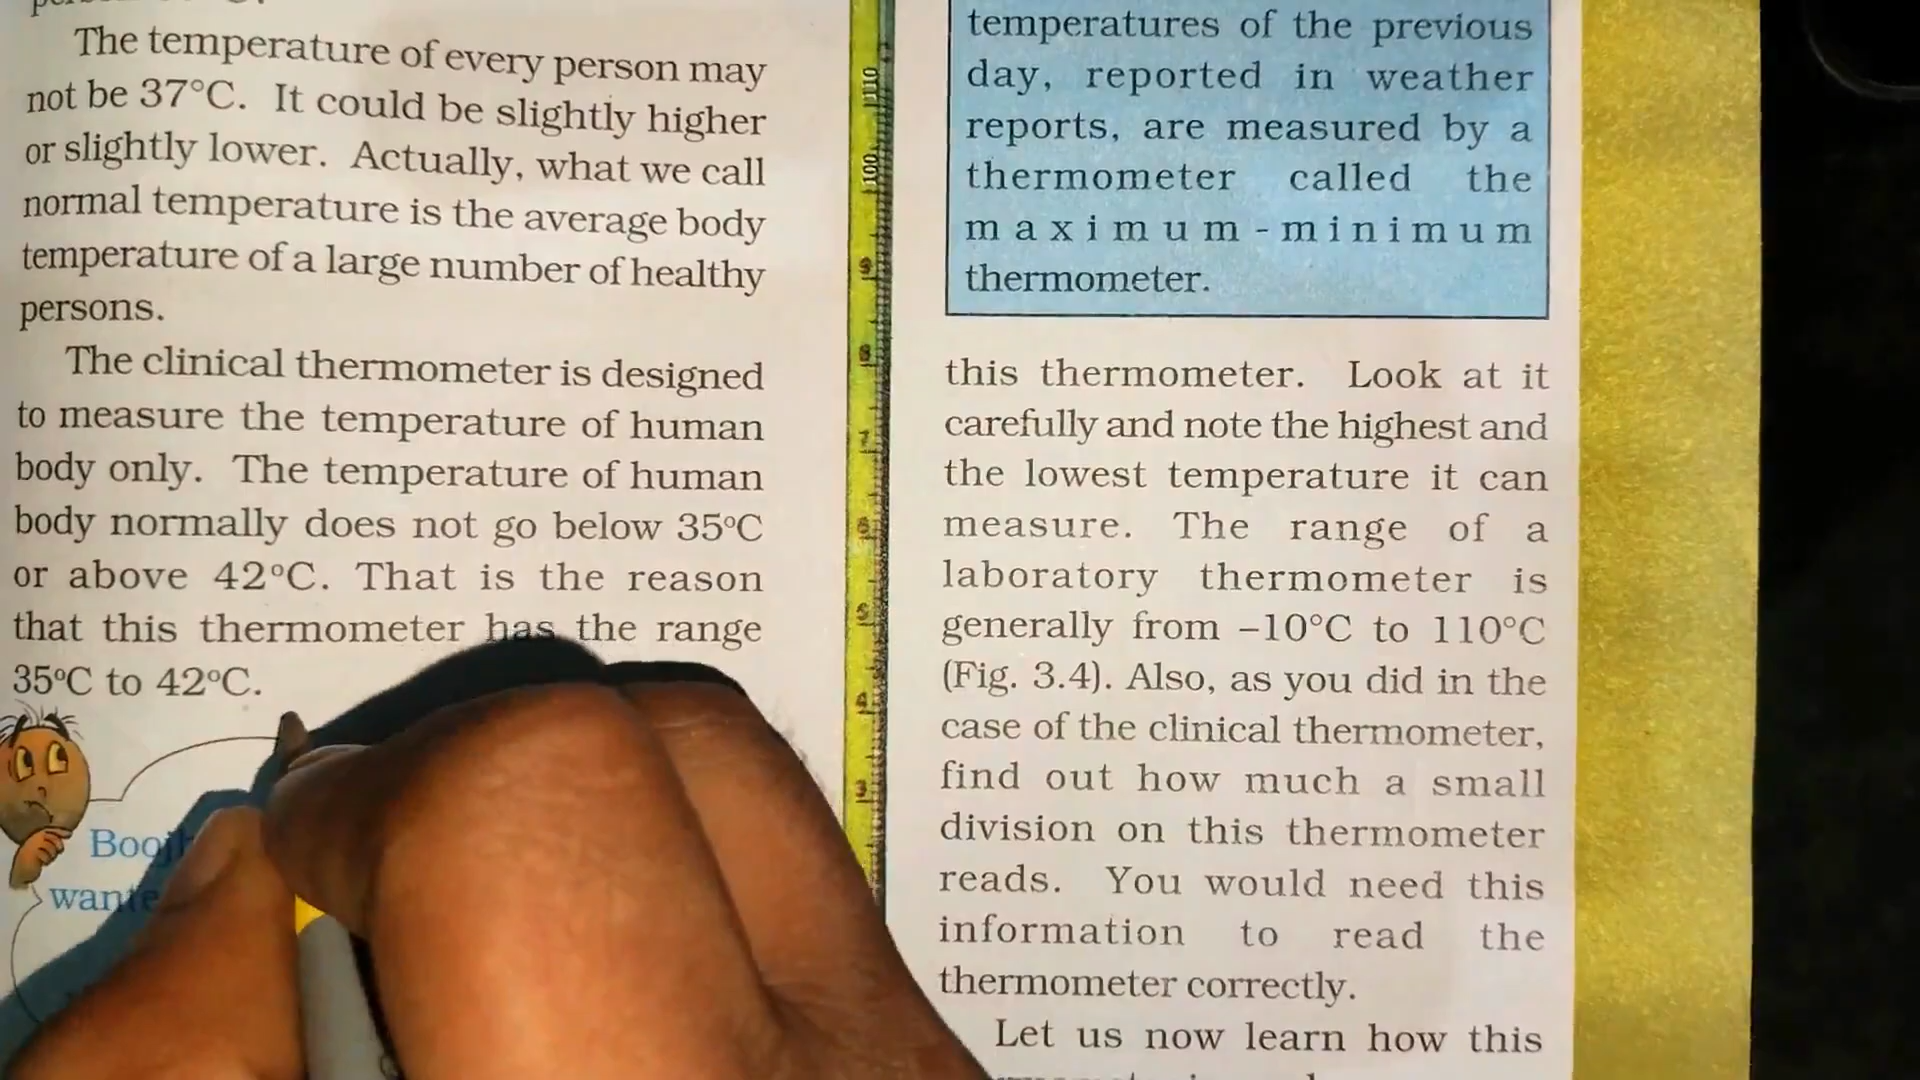 The temperature of every person may
not be 37°C. It could be slightly higher
or slightly lower. Actually, what we call
normal temperature is the average body
temperature of a large number of healthy
persons.
The clinical thermometer is designed
to measure the temperature of human
body only. The temperature of human
body normally does not go below 35°C
or above 42°C. That is the reason
that this thermometer has the range
35°C to 42°C.
110
100
9
8
7
6
5
4
3
temperatures of the previous
day, reported in weather
reports, are measured by a
thermometer called the
maximum-minimum
thermometer.
this thermometer. Look at it
carefully and note the highest and
the lowest temperature it can
measure. The range of a
laboratory thermometer is
generally from –10°C to 110°C
(Fig. 3.4). Also, as you did in the
case of the clinical thermometer,
find out how much a small
division on this thermometer
reads. You would need this
information to read the
thermometer correctly.
Let us now learn how this